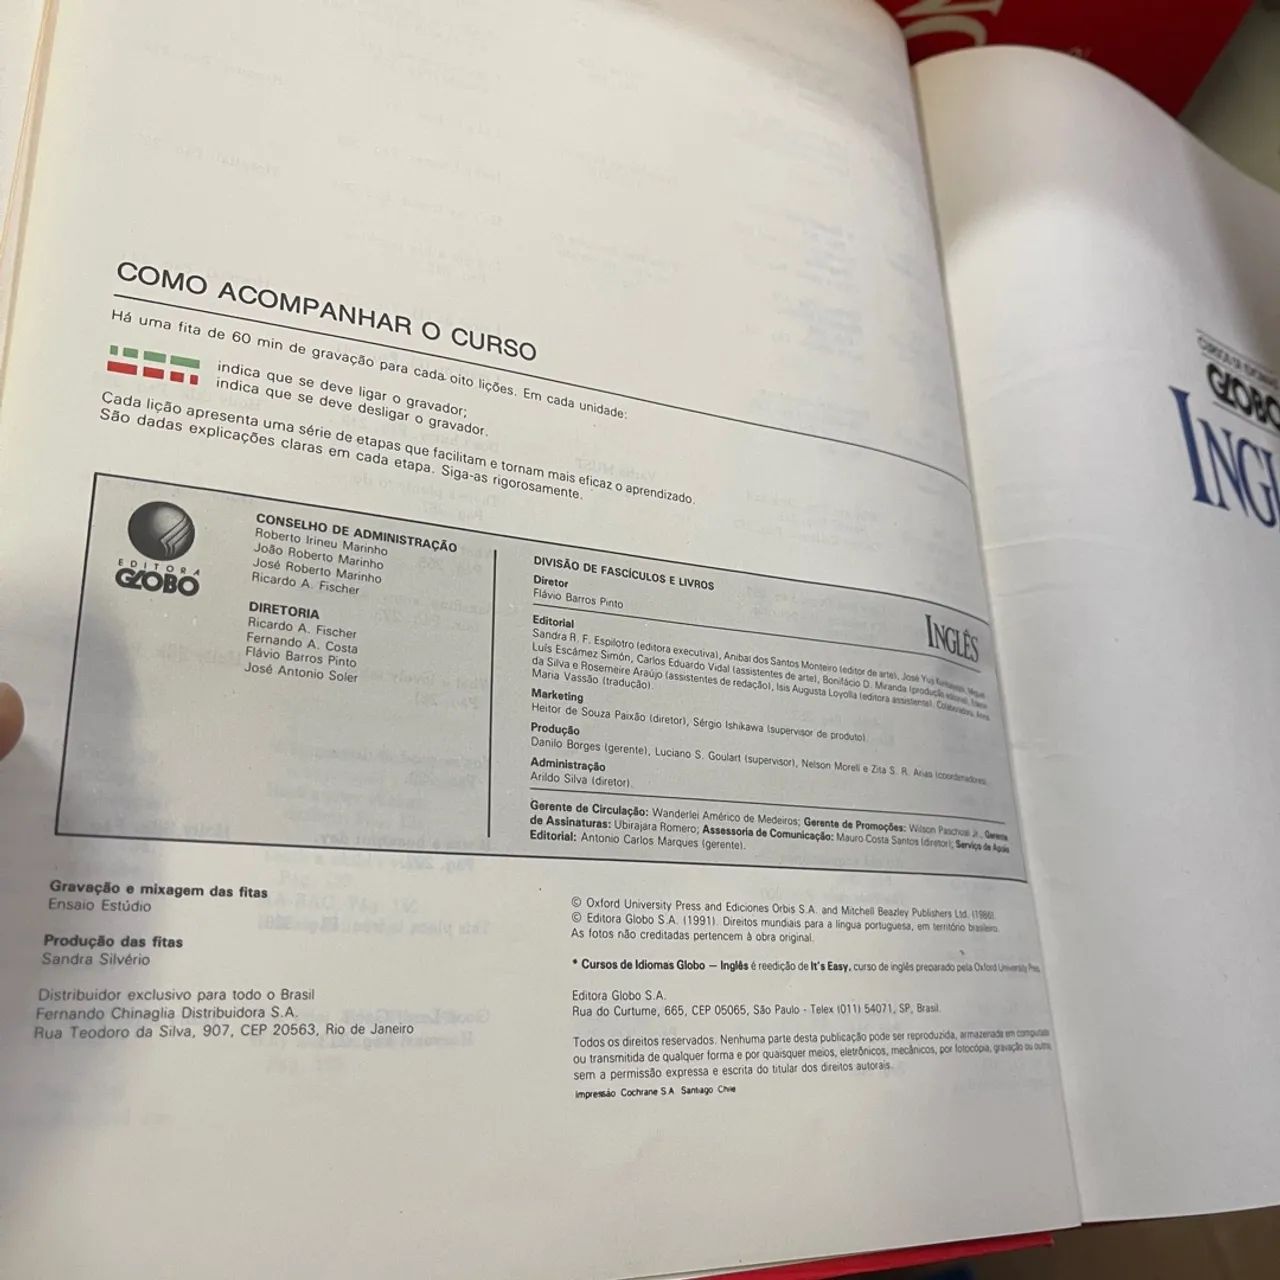 COMO ACOMPANHAR O CURSO
Há uma fita de 60 min de gravação para cada oito lições. Em cada unidade:
indica que se deve ligar o gravador;
indica que se deve desligar o gravador.
Cada lição apresenta uma série de etapas que facilitam e tornam mais eficaz o aprendizado.
São dadas explicações claras em cada etapa. Siga-as rigorosamente.
EDITORA
GLOBO
CONSELHO DE ADMINISTRAÇÃO
Roberto Irineu Marinho
João Roberto Marinho
José Roberto Marinho
Ricardo A. Fischer
DIRETORIA
Ricardo A. Fischer
Fernando A. Costa
Flávio Barros Pinto
José Antonio Soler
DIVISÃO DE FASCÍCULOS E LIVROS
Diretor
Flávio Barros Pinto
INGLÊS
Editorial
Sandra R. F. Espilotro (editora executiva), Anibal dos Santos Monteiro (editor de arte), José
Luís Escámez Simón, Carlos Eduardo Vidal (assistentes de arte), Bonifácio D. Miranda (produção editorial),
da Silva e Rosemeire Araújo (assistentes de redação), Isis Augusta Loyolla (editora assistente), Colaboradora: Anna
Maria Vassão (tradução).
Marketing
Heitor de Souza Paixão (diretor), Sérgio Ishikawa (supervisor de produto)
Produção
Danilo Borges (gerente), Luciano S. Goulart (supervisor), Nelson Moreli e Zita S. R. Arias (coordenadores)
Administração
Arildo Silva (diretor).
Gerente de Circulação: Wanderlei Américo de Medeiros; Gerente de Promoções: Wilson Paschoal Jr., Gerente
de Assinaturas: Ubirajara Romero; Assessoria de Comunicação: Mauro Costa Santos (diretor); Serviço de Apoio
Editorial: Antonio Carlos Marques (gerente).
Gravação e mixagem das fitas
Ensaio Estúdio
Produção das fitas
Sandra Silvério
Distribuidor exclusivo para todo o Brasil
Fernando Chinaglia Distribuidora S.A.
Rua Teodoro da Silva, 907, CEP 20563, Rio de Janeiro
© Oxford University Press and Ediciones Orbis S.A. and Mitchell Beazley Publishers Ltd. (1986).
© Editora Globo S.A. (1991). Direitos mundiais para a língua portuguesa, em território brasileiro.
As fotos não creditadas pertencem à obra original.
* Cursos de Idiomas Globo — Inglês é reedição de It's Easy, curso de inglês preparado pela Oxford University Press
Editora Globo S.A.
Rua do Curtume, 665, CEP 05065, São Paulo - Telex (011) 54071, SP, Brasil.
Todos os direitos reservados. Nenhuma parte desta publicação pode ser reproduzida, armazenada em computador
ou transmitida de qualquer forma e por quaisquer meios, eletrônicos, mecânicos, por fotocópia, gravação ou outros,
sem a permissão expressa e escrita do titular dos direitos autorais.
Impressão Cochrane S.A. Santiago Chile
GLOBO
INGL